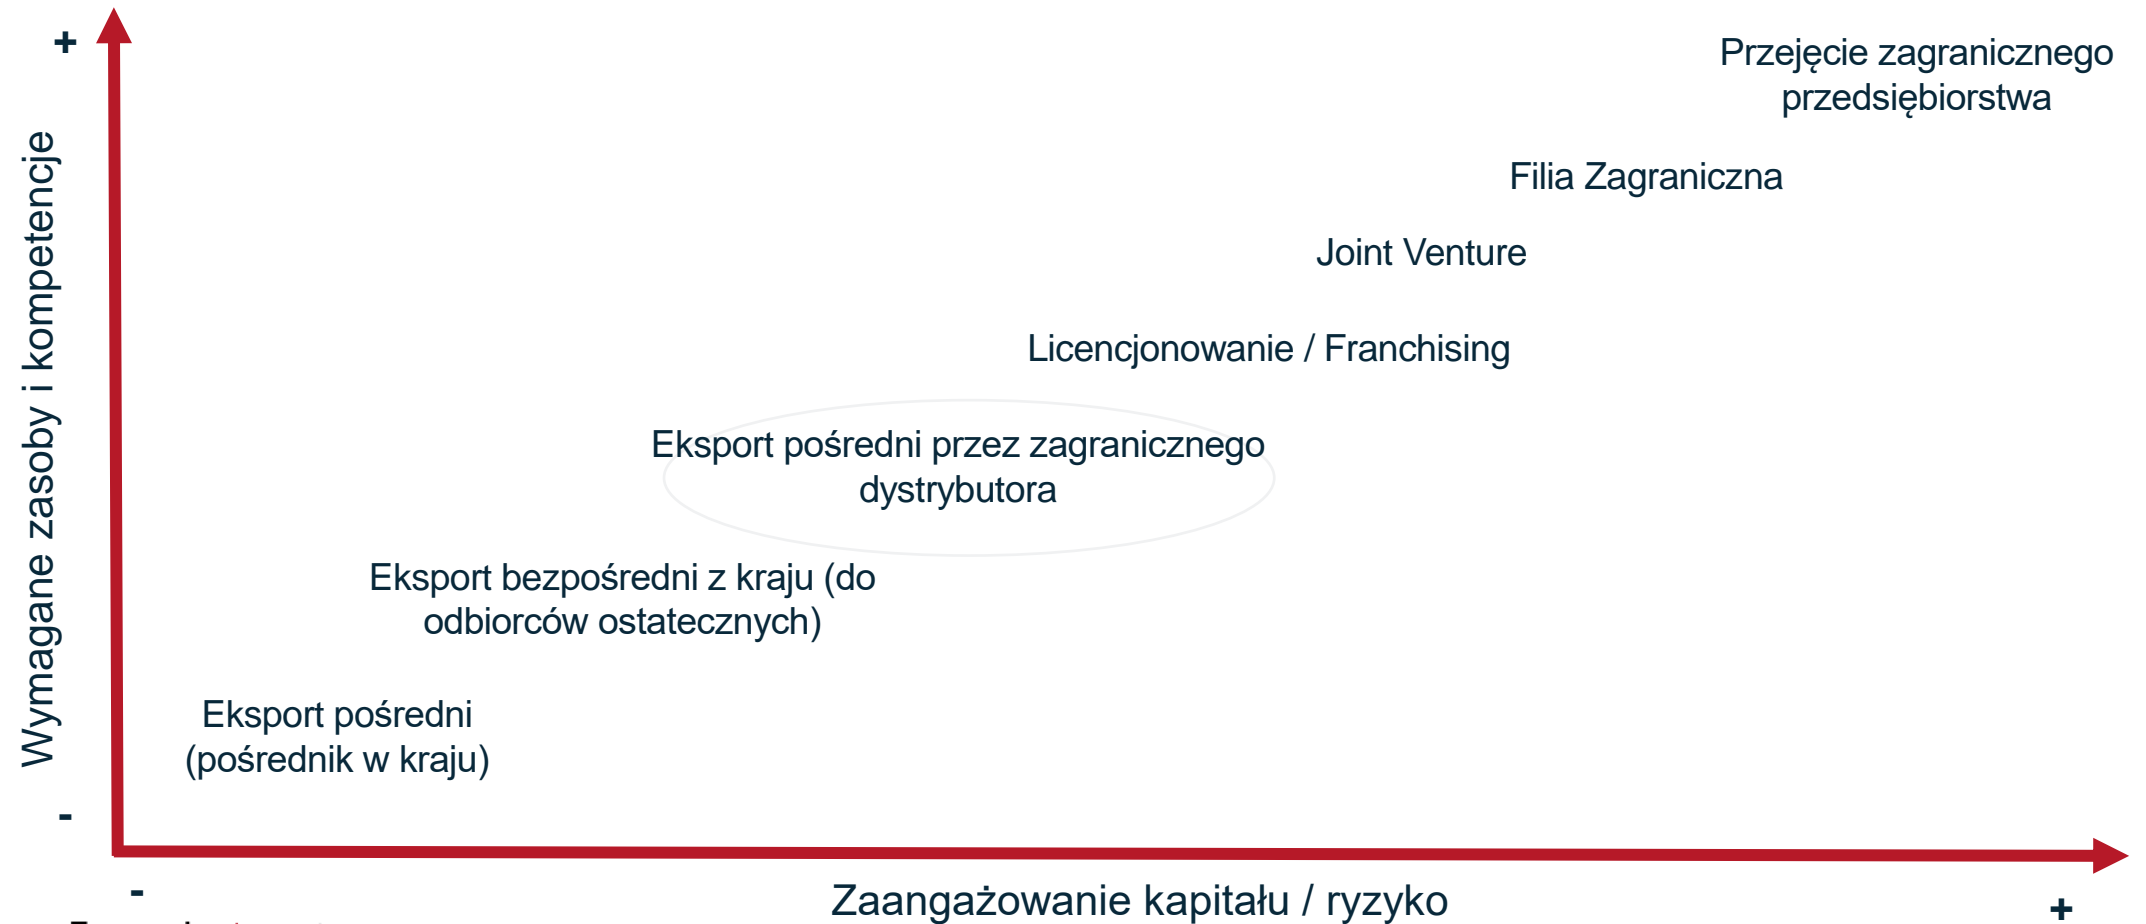 +
Przejęcie zagranicznego
przedsiębiorstwa
Filia Zagraniczna
Joint Venture
Licencjonowanie / Franchising
Eksport pośredni przez zagranicznego
dystrybutora
Eksport bezpośredni z kraju (do
odbiorców ostatecznych)
Eksport pośredni
(pośrednik w kraju)
Wymagane zasoby i kompetencje
-
-
Zaangażowanie kapitału / ryzyko
+